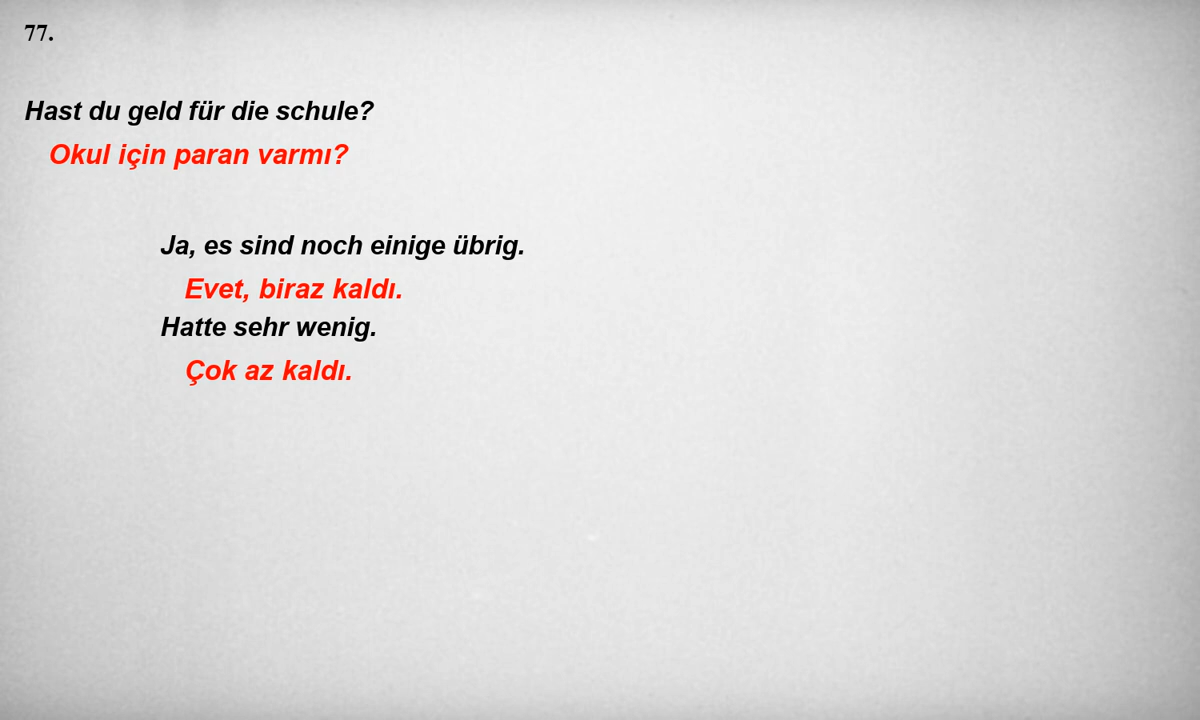 77.
Hast du geld für die schule?
Okul için paran varmı?
Ja, es sind noch einige übrig.
Evet, biraz kaldı.
Hatte sehr wenig.
Çok az kaldı.